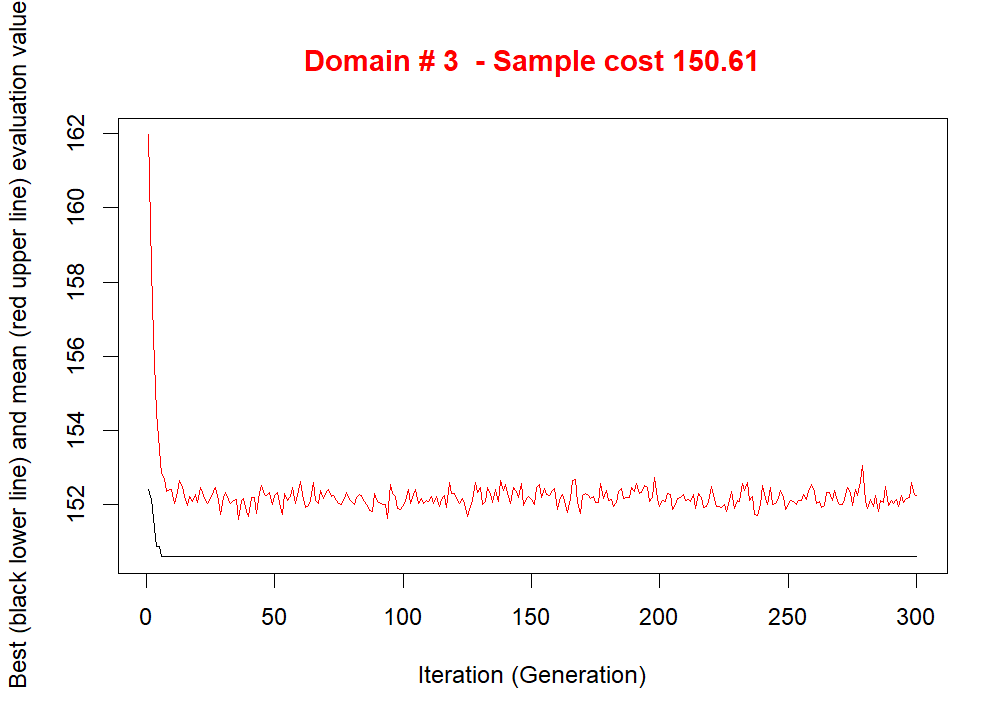 Domain # 3  - Sample cost 150.61
Best (black lower line) and mean (red upper line) evaluation value
162
160
158
156
154
152
0 50 100 150 200 250 300
Iteration (Generation)